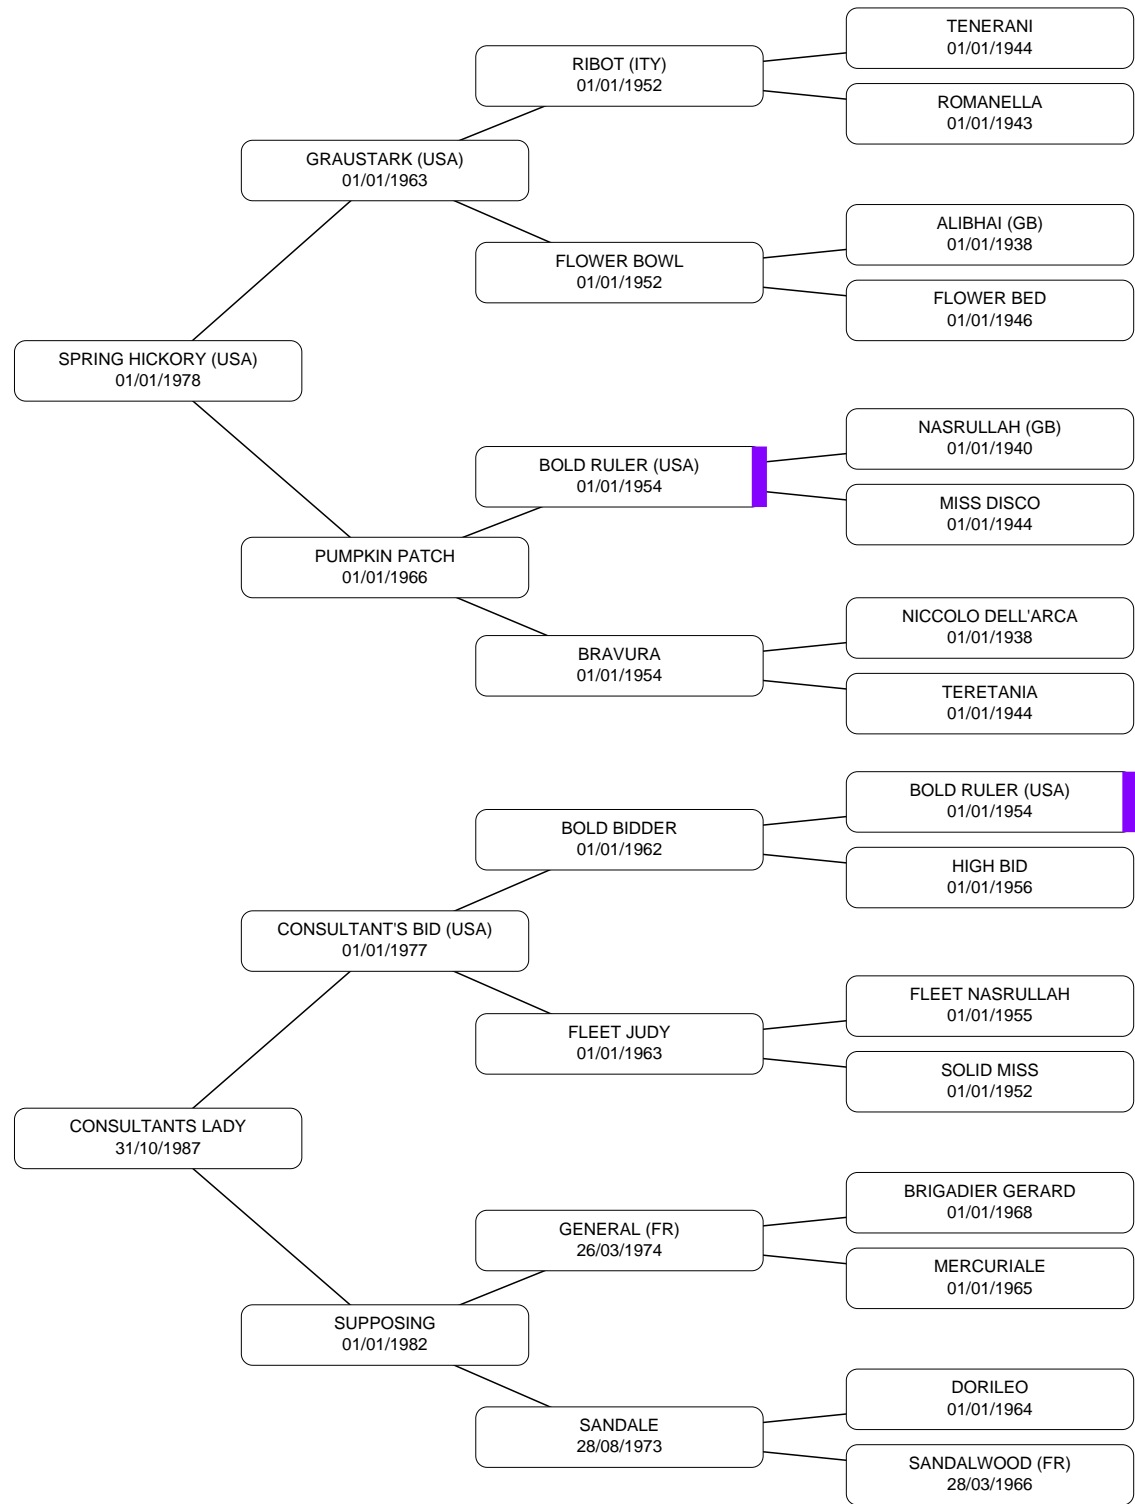 TENERANI
01/01/1944
RIBOT (ITY)
01/01/1952
ROMANELLA
01/01/1943
GRAUSTARK (USA)
01/01/1963
ALIBHAI (GB)
01/01/1938
FLOWER BOWL
01/01/1952
FLOWER BED
01/01/1946
SPRING HICKORY (USA)
01/01/1978
NASRULLAH (GB)
01/01/1940
BOLD RULER (USA)
01/01/1954
MISS DISCO
01/01/1944
PUMPKIN PATCH
01/01/1966
NICCOLO DELL'ARCA
01/01/1938
BRAVURA
01/01/1954
TERETANIA
01/01/1944
BOLD RULER (USA)
01/01/1954
BOLD BIDDER
01/01/1962
HIGH BID
01/01/1956
CONSULTANT'S BID (USA)
01/01/1977
FLEET NASRULLAH
01/01/1955
FLEET JUDY
01/01/1963
SOLID MISS
01/01/1952
CONSULTANTS LADY
31/10/1987
BRIGADIER GERARD
01/01/1968
GENERAL (FR)
26/03/1974
MERCURIALE
01/01/1965
SUPPOSING
01/01/1982
DORILEO
01/01/1964
SANDALE
28/08/1973
SANDALWOOD (FR)
28/03/1966